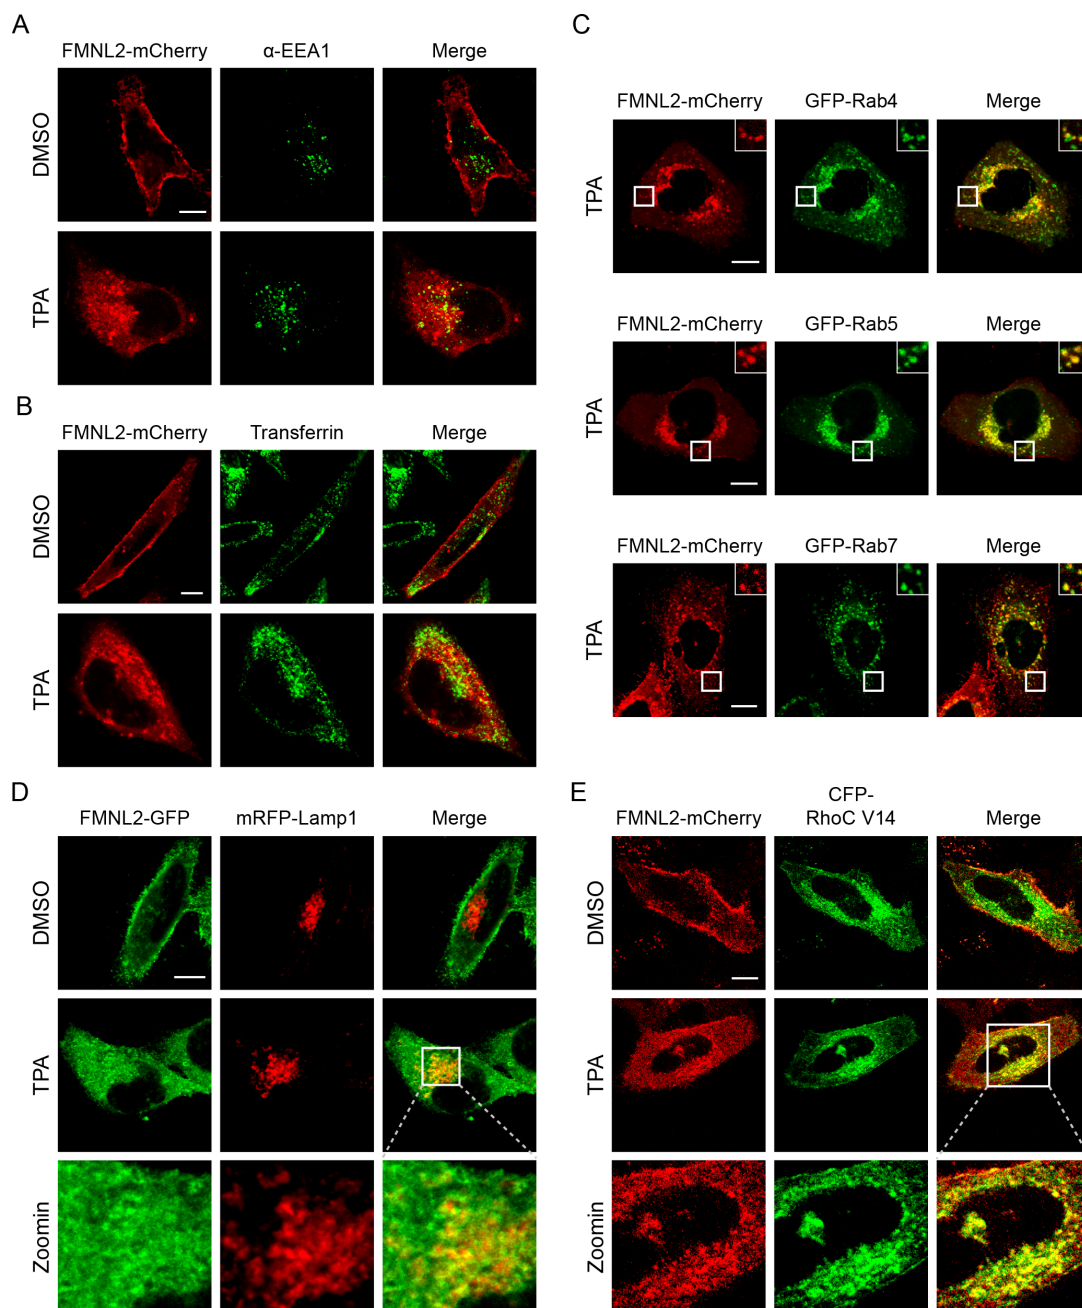 A
FMNL2-mCherry α-EEA1 Merge
DMSO
TPA
B
FMNL2-mCherry Transferrin Merge
DMSO
TPA
C
FMNL2-mCherry GFP-Rab4 Merge
TPA
FMNL2-mCherry GFP-Rab5 Merge
TPA
FMNL2-mCherry GFP-Rab7 Merge
TPA
D
FMNL2-GFP mRFP-Lamp1 Merge
DMSO
TPA
Zoomin
E
CFP-
FMNL2-mCherry RhoC V14 Merge
DMSO
TPA
Zoomin